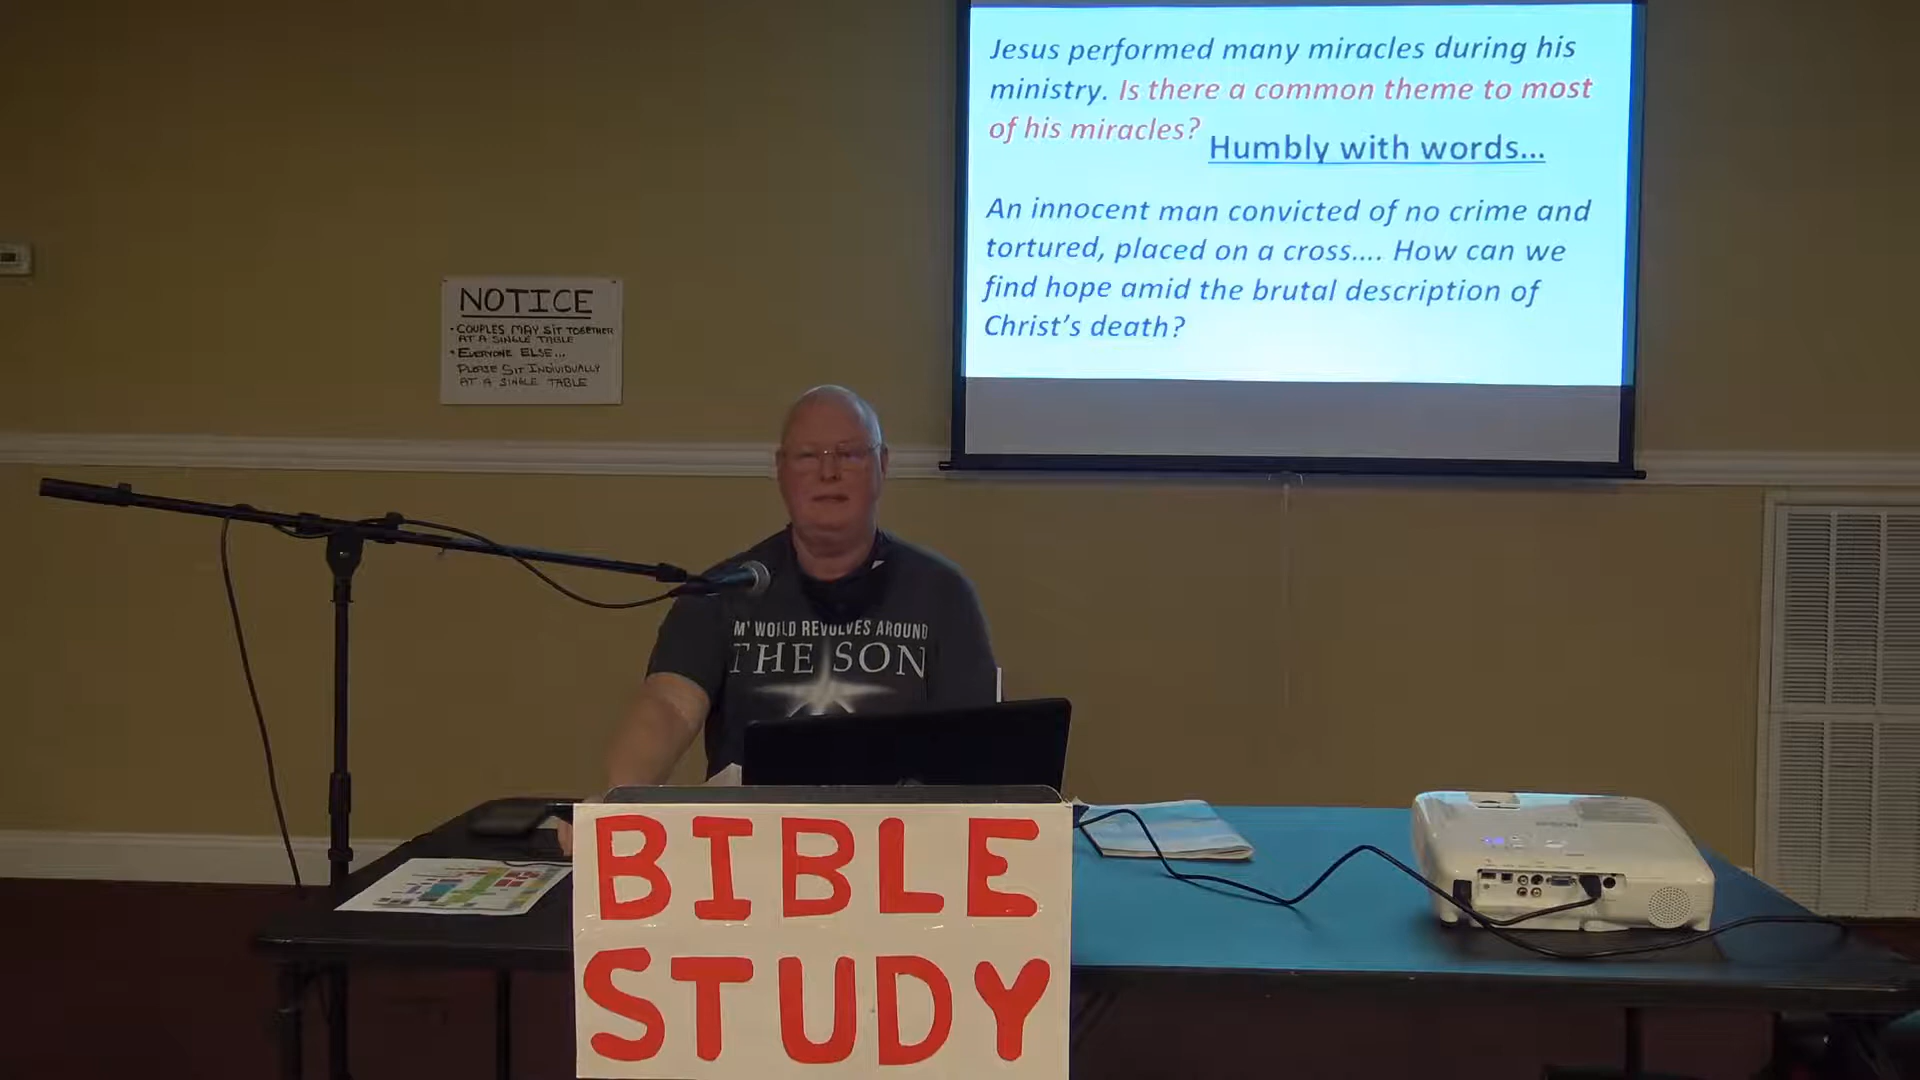 Jesus performed many miracles during his
ministry. Is there a common theme to most
of his miracles?
Humbly with words...
An innocent man convicted of no crime and
tortured, placed on a cross.... How can we
find hope amid the brutal description of
Christ's death?
NOTICE
• COUPLES MAY SIT TOGETHER
AT A SINGLE TABLE
• EVERYONE ELSE...
PLEASE SIT INDIVIDUALLY
AT A SINGLE TABLE
MY WORLD REVOLVES AROUND
THE SON
BIBLE
STUDY